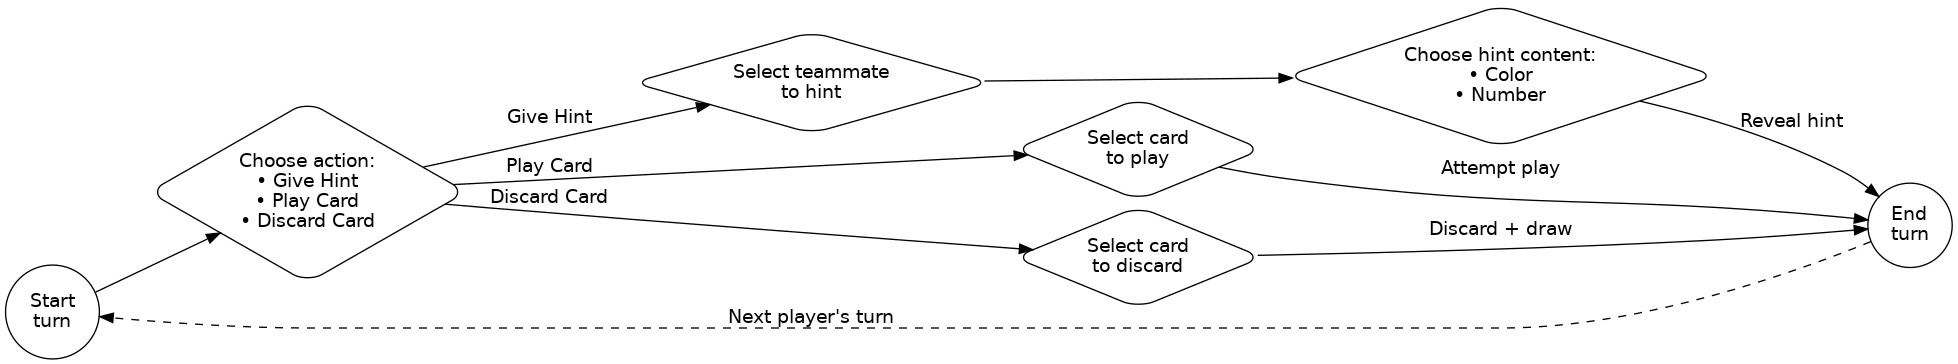 Start
turn
Choose action:
• Give Hint
• Play Card
• Discard Card
Give Hint
Play Card
Discard Card
Select teammate
to hint
Select card
to play
Select card
to discard
Choose hint content:
• Color
• Number
Reveal hint
Attempt play
Discard + draw
End
turn
Next player's turn